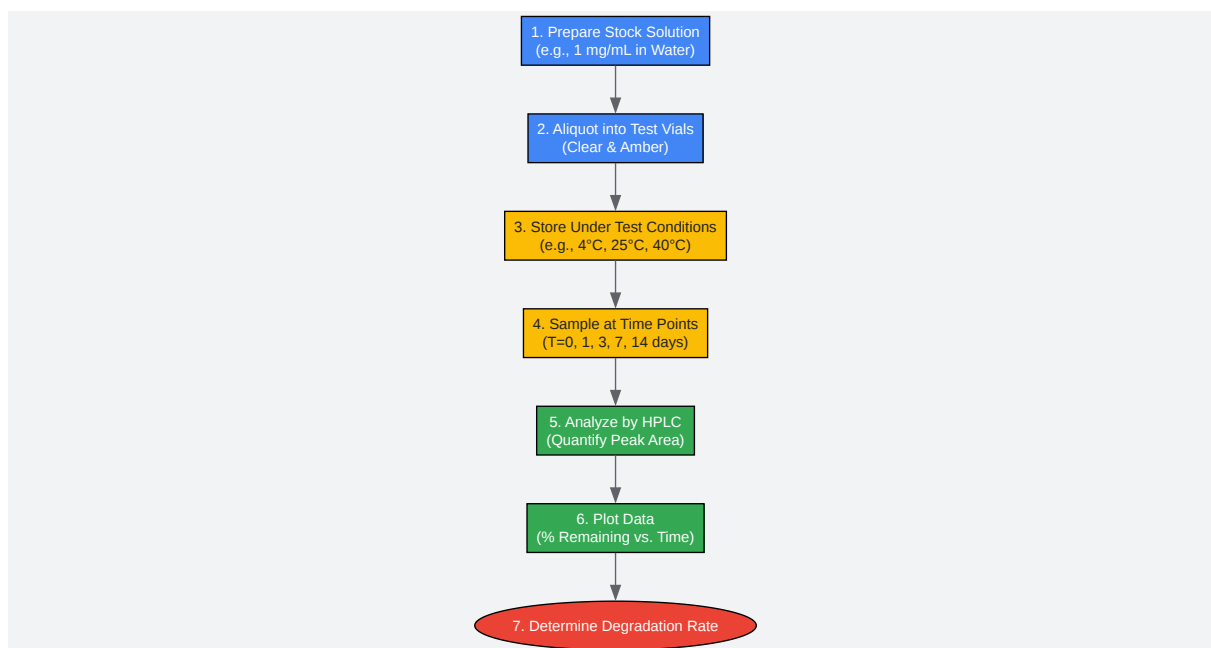 1. Prepare Stock Solution
(e.g., 1 mg/mL in Water)
2. Aliquot into Test Vials
(Clear & Amber)
3. Store Under Test Conditions
(e.g., 4°C, 25°C, 40°C)
4. Sample at Time Points
(T=0, 1, 3, 7, 14 days)
5. Analyze by HPLC
(Quantify Peak Area)
6. Plot Data
(% Remaining vs. Time)
7. Determine Degradation Rate